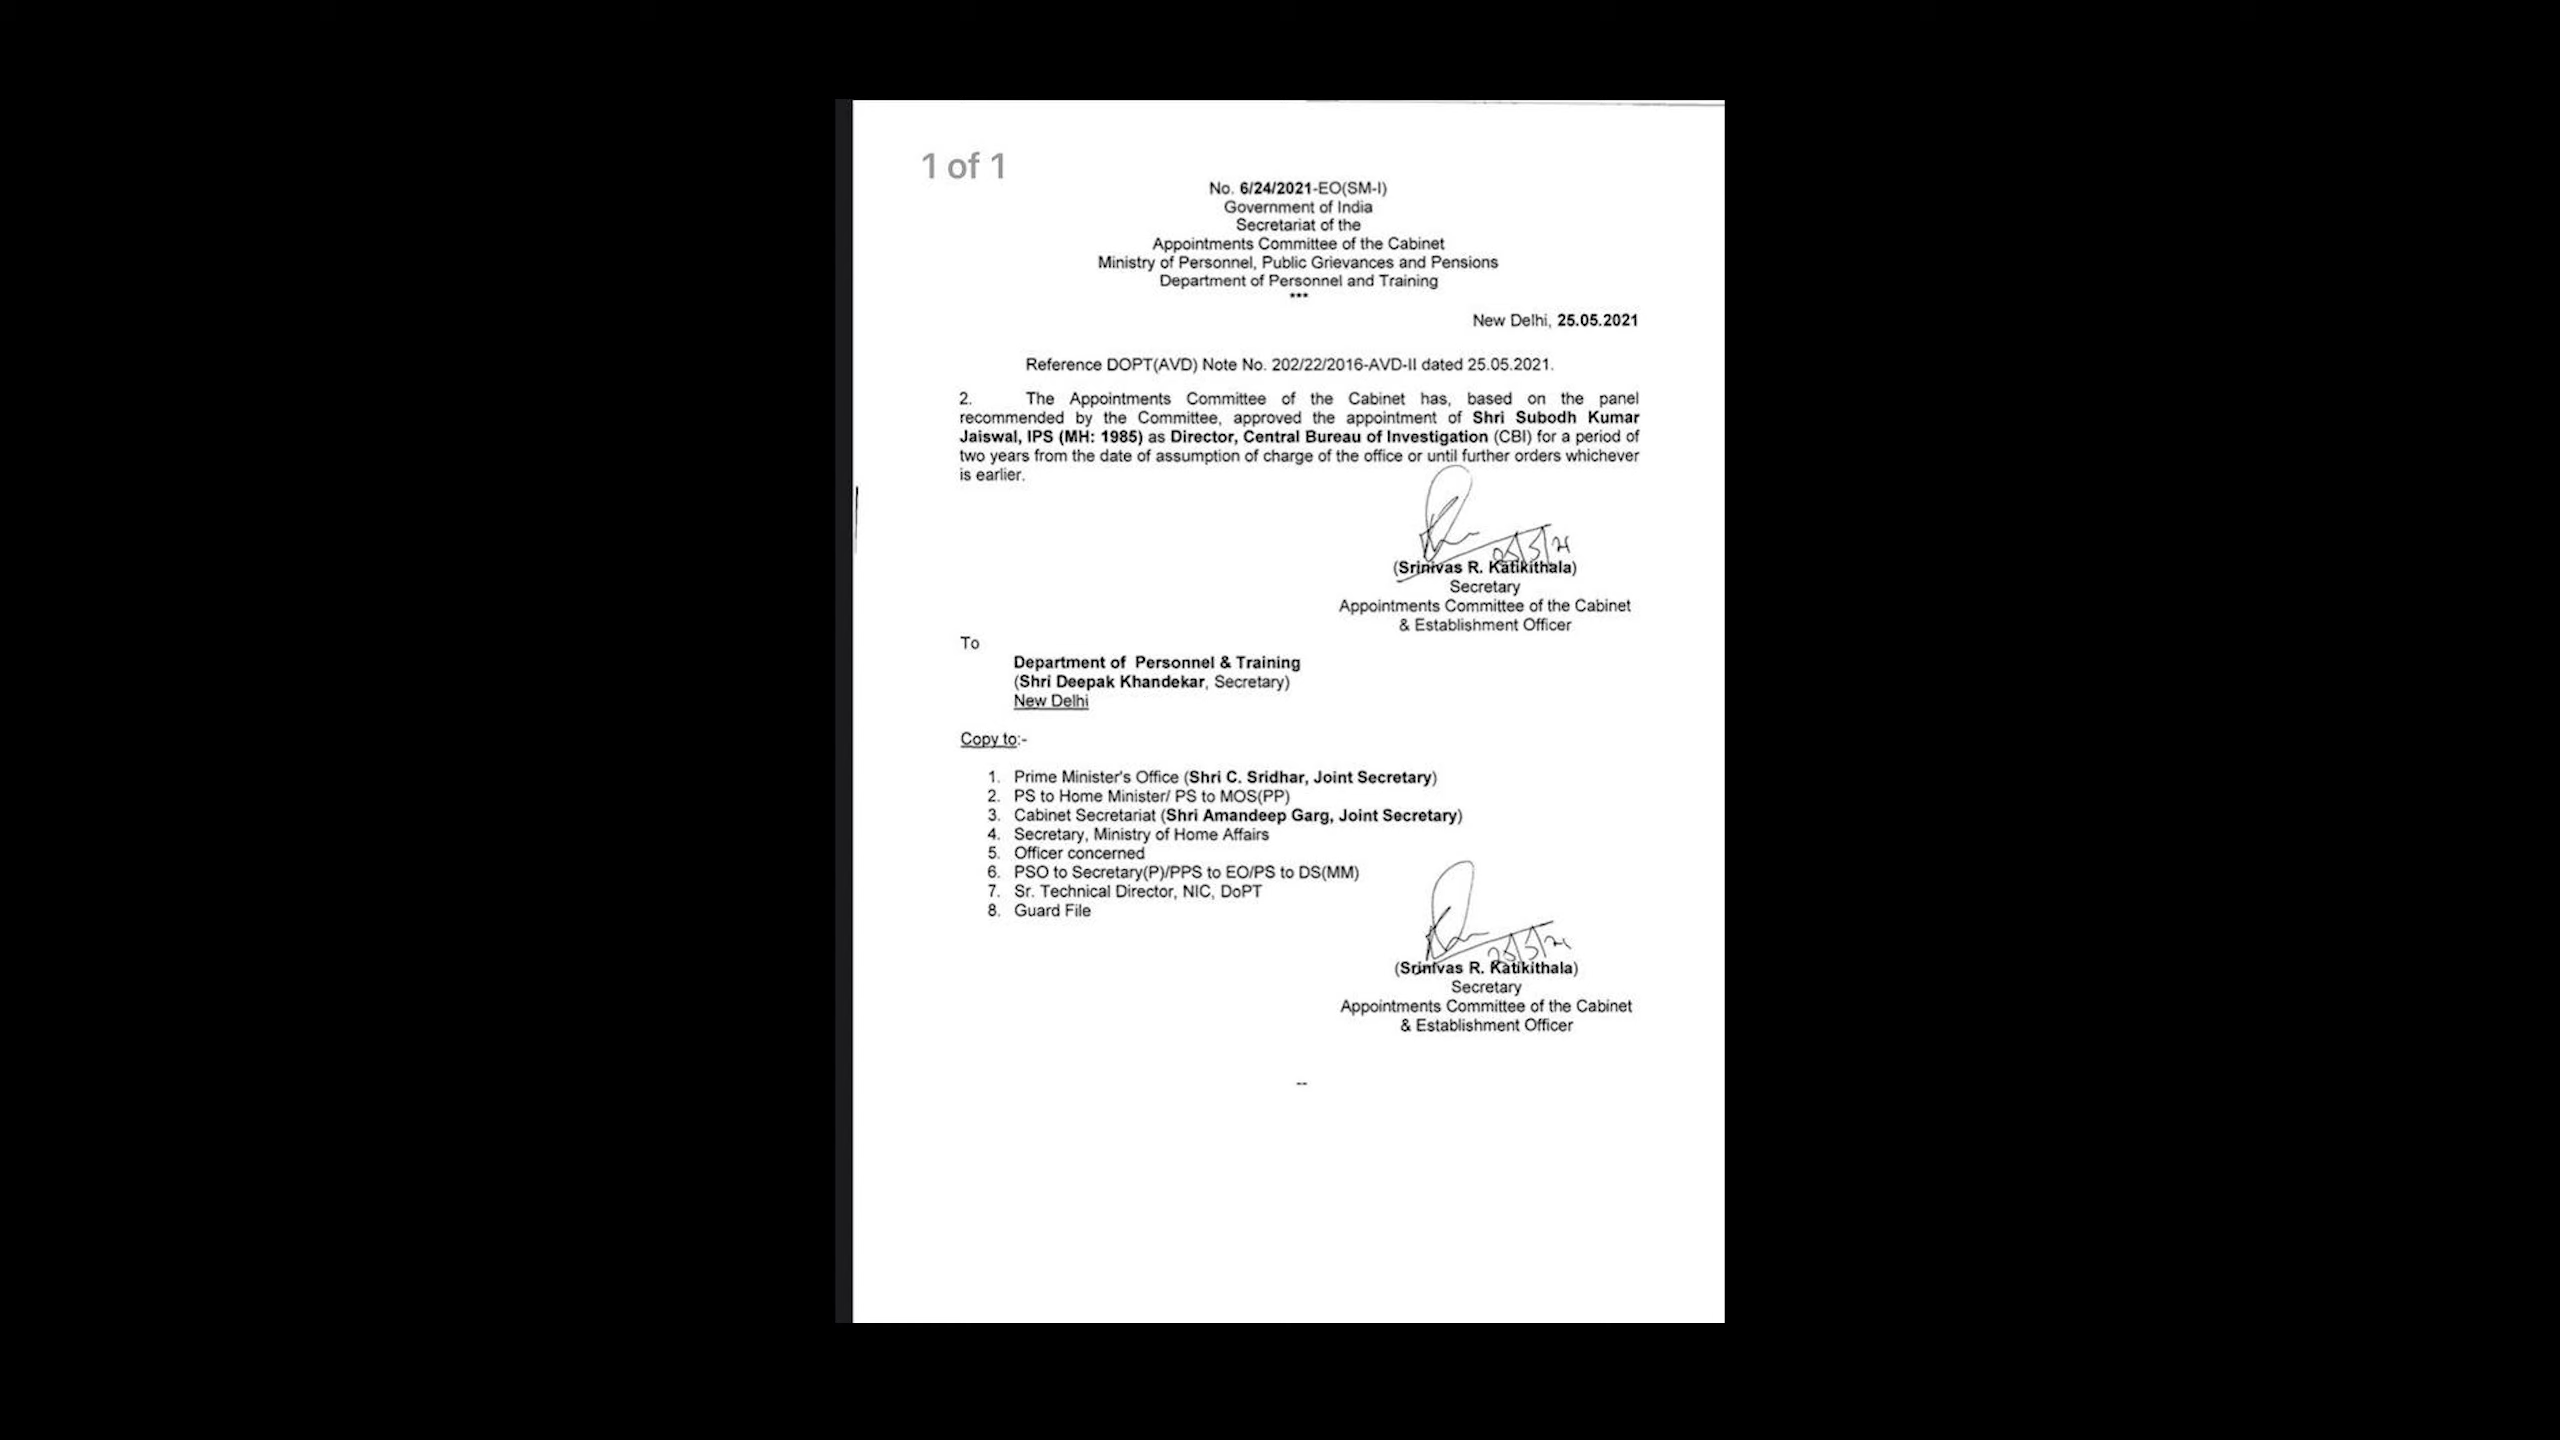 1 of 1
No. 6/24/2021-EO(SM-I)
Government of India
Secretariat of the
Appointments Committee of the Cabinet
Ministry of Personnel, Public Grievances and Pensions
Department of Personnel and Training
***
New Delhi, 25.05.2021
Reference DOPT(AVD) Note No. 202/22/2016-AVD-II dated 25.05.2021.
2. The Appointments Committee of the Cabinet has, based on the panel
recommended by the Committee, approved the appointment of Shri Subodh Kumar
Jaiswal, IPS (MH: 1985) as Director, Central Bureau of Investigation (CBI) for a period of
two years from the date of assumption of charge of the office or until further orders whichever
is earlier.
25/5/21
(Srinivas R. Katikithala)
Secretary
Appointments Committee of the Cabinet
& Establishment Officer
To
Department of Personnel & Training
(Shri Deepak Khandekar, Secretary)
New Delhi
Copy to:-
1. Prime Minister's Office (Shri C. Sridhar, Joint Secretary)
2. PS to Home Minister/ PS to MOS(PP)
3. Cabinet Secretariat (Shri Amandeep Garg, Joint Secretary)
4. Secretary, Ministry of Home Affairs
5. Officer concerned
6. PSO to Secretary(P)/PPS to EO/PS to DS(MM)
7. Sr. Technical Director, NIC, DoPT
8. Guard File
25/5/21
(Srinivas R. Katikithala)
Secretary
Appointments Committee of the Cabinet
& Establishment Officer
--